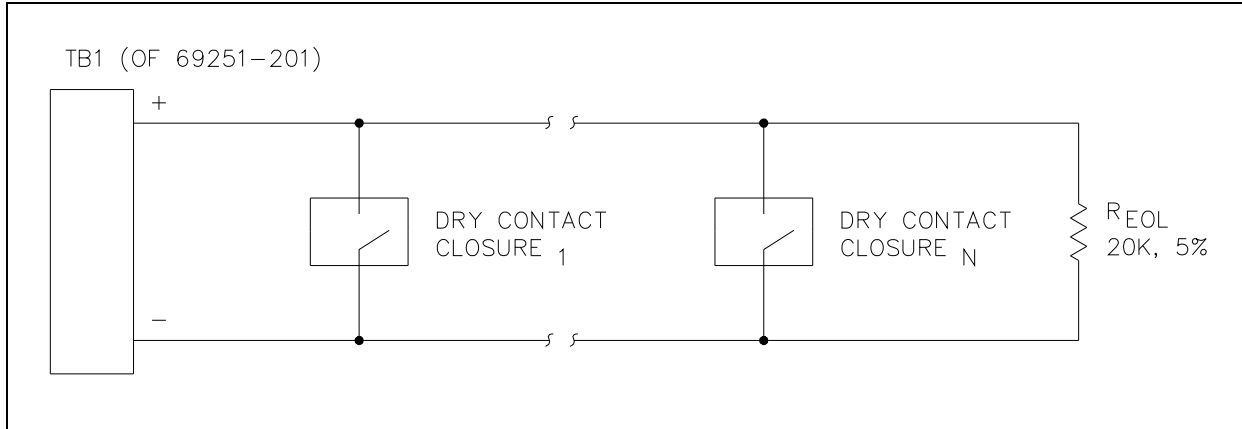 TB1 (OF 69251-201)
+
DRY CONTACT
CLOSURE 1
DRY CONTACT
CLOSURE N
REOL
20K, 5%
−